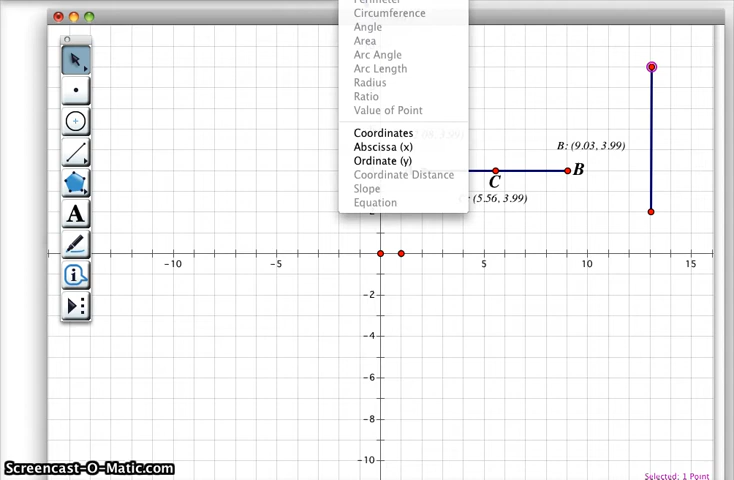 Perimeter
Circumference
Angle
Area
Arc Angle
Arc Length
Radius
Ratio
Value of Point
Coordinates
Abscissa (x)
Ordinate (y)
Coordinate Distance
Slope
Equation
B: (9.03, 3.99)
B
C
(5.56, 3.99)
2
-10
-5
5
10
15
-2
-4
-6
-8
-10
A
i
Selected: 1 Point
Screencast-O-Matic.com